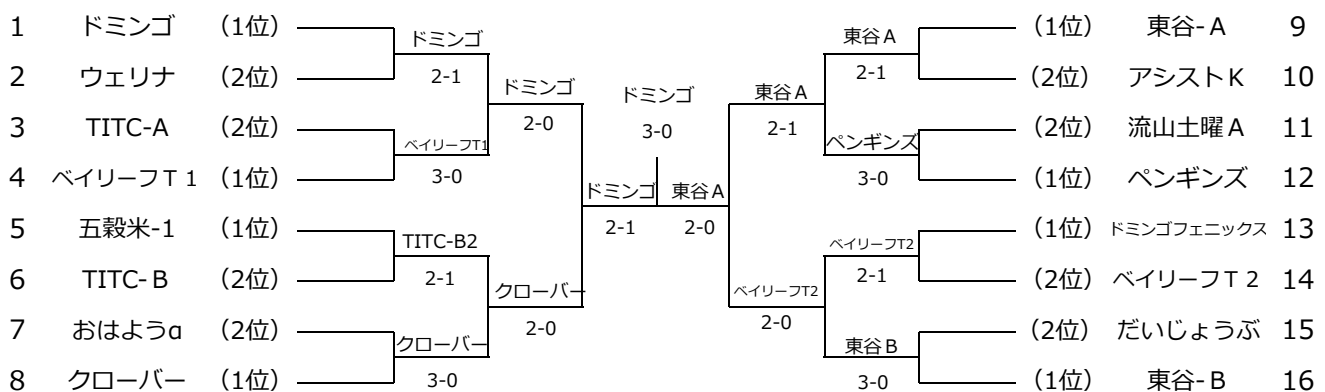 1 ドミンゴ （1位） ドミンゴ 東谷A （1位） 東谷-A 9
2 ウェリナ （2位） 2-1 2-1 （2位） アシストK 10
ドミンゴ ドミンゴ 東谷A
3 TITC-A （2位） 2-0 3-0 2-1 （2位） 流山土曜A 11
ベイリーフT1 ペンギンズ
4 ベイリーフT1 （1位） 3-0 3-0 （1位） ペンギンズ 12
ドミンゴ 東谷A
5 五穀米-1 （1位） 2-1 2-0 （1位） ドミンゴフェニックス 13
TITC-B2 ベイリーフT2
6 TITC-B （2位） 2-1 2-1 （2位） ベイリーフT2 14
クローバー ベイリーフT2
7 おはようα （2位） 2-0 2-0 （2位） だいじょうぶ 15
クローバー 東谷B
8 クローバー （1位） 3-0 3-0 （1位） 東谷-B 16